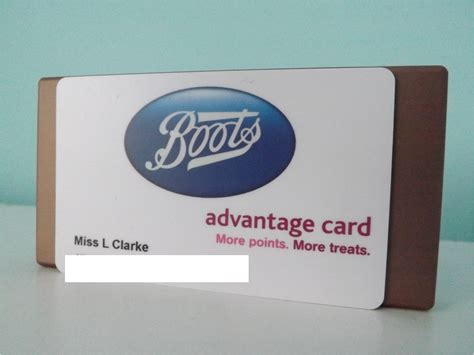 Boots
advantage card
More points. More treats.
Miss L Clarke